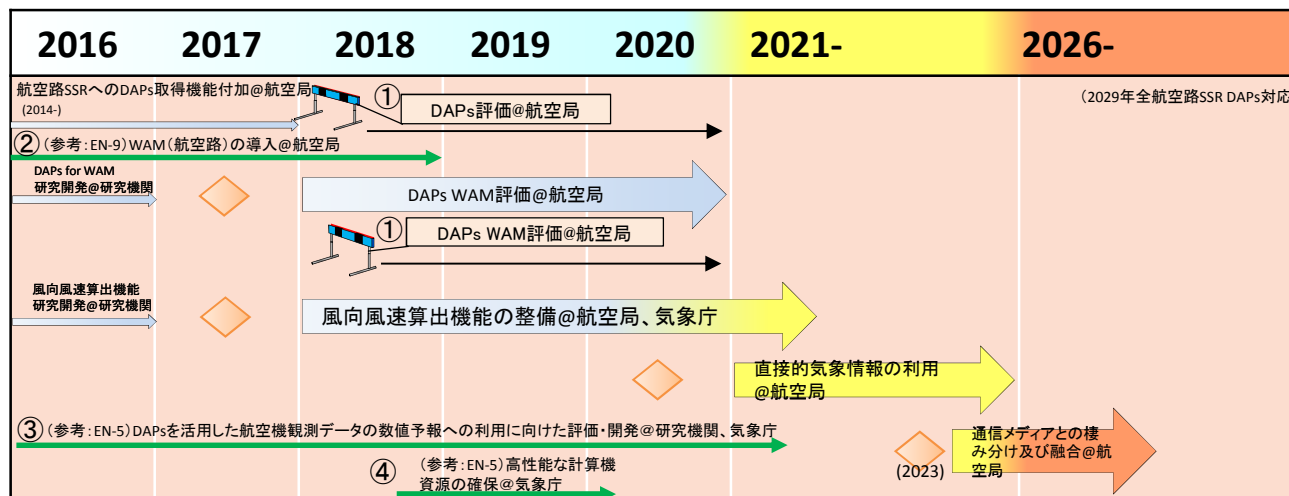 2016 2017 2018 2019 2020 2021- 2026-
航空路SSRへのDAPs取得機能付加@航空局
(2014-)
①
DAPs評価@航空局
（2029年全航空路SSR DAPs対応
②(参考:EN-9)WAM(航空路)の導入@航空局
DAPs for WAM
研究開発@研究機関
DAPs WAM評価@航空局
①
DAPs WAM評価@航空局
風向風速算出機能
研究開発@研究機関
風向風速算出機能の整備@航空局、気象庁
直接的気象情報の利用
@航空局
③(参考:EN-5)DAPsを活用した航空機観測データの数値予報への利用に向けた評価・開発@研究機関、気象庁
(2023)
通信メディアとの棲
み分け及び融合@航
空局
④
(参考:EN-5)高性能な計算機
資源の確保@気象庁